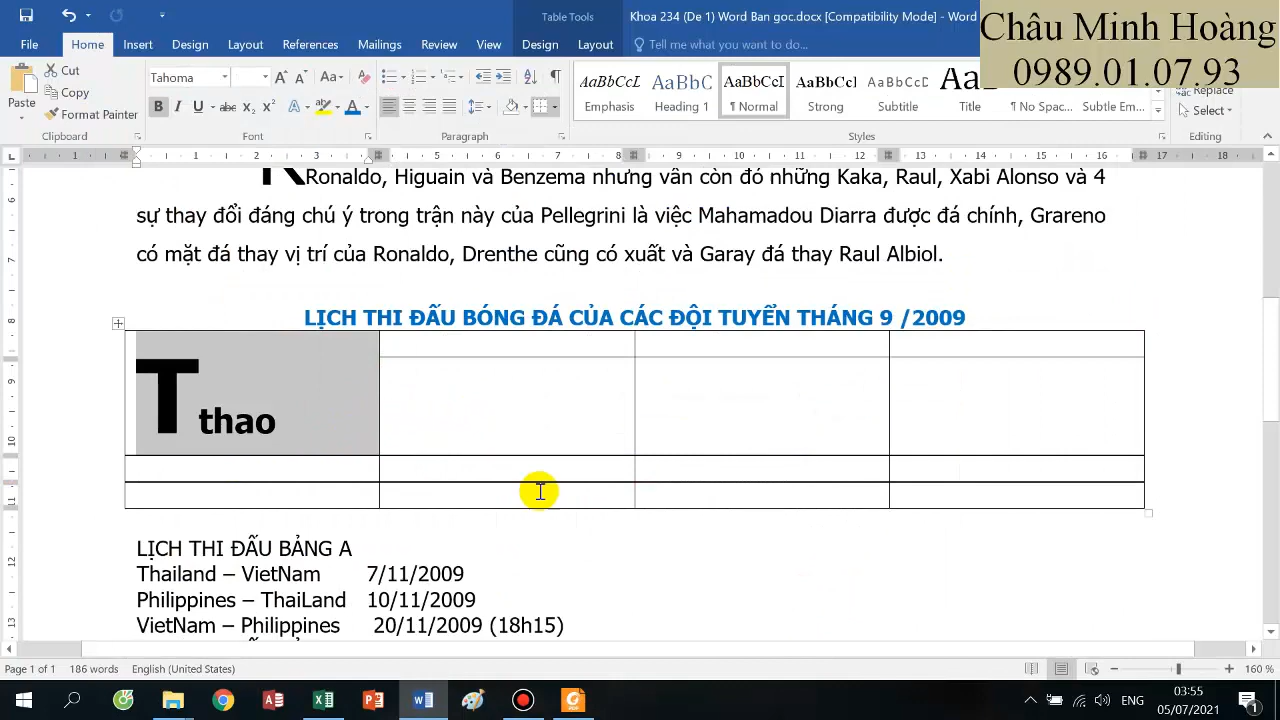 Table Tools
Khoa 234 (De 1) Word Ban goc.docx [Compatibility Mode] - Word
Châu Minh Hoàng
0989.01.07.93
File Home Insert Design Layout References Mailings Review View Design Layout Tell me what you want to do...
Cut
Copy
Format Painter
Paste
Clipboard
Tahoma
Font
Paragraph
AaBbCcL AaBbC AaBbCcI AaBbCcl AaBbCcD
Emphasis Heading 1 ¶ Normal Strong Subtitle Title ¶ No Spac... Subtle Em...
Styles
Replace
Select
Editing
Ronaldo, Higuain và Benzema nhưng vẫn còn đó những Kaka, Raul, Xabi Alonso và 4
sự thay đổi đáng chú ý trong trận này của Pellegrini là việc Mahamadou Diarra được đá chính, Grareno
có mặt đá thay vị trí của Ronaldo, Drenthe cũng có xuất và Garay đá thay Raul Albiol.
LỊCH THI ĐẤU BÓNG ĐÁ CỦA CÁC ĐỘI TUYỂN THÁNG 9 /2009
T thao
LỊCH THI ĐẤU BẢNG A
Thailand – VietNam 7/11/2009
Philippines – ThaiLand 10/11/2009
VietNam – Philippines 20/11/2009 (18h15)
Page 1 of 1 186 words English (United States)
160 %
ENG
03:55
05/07/2021